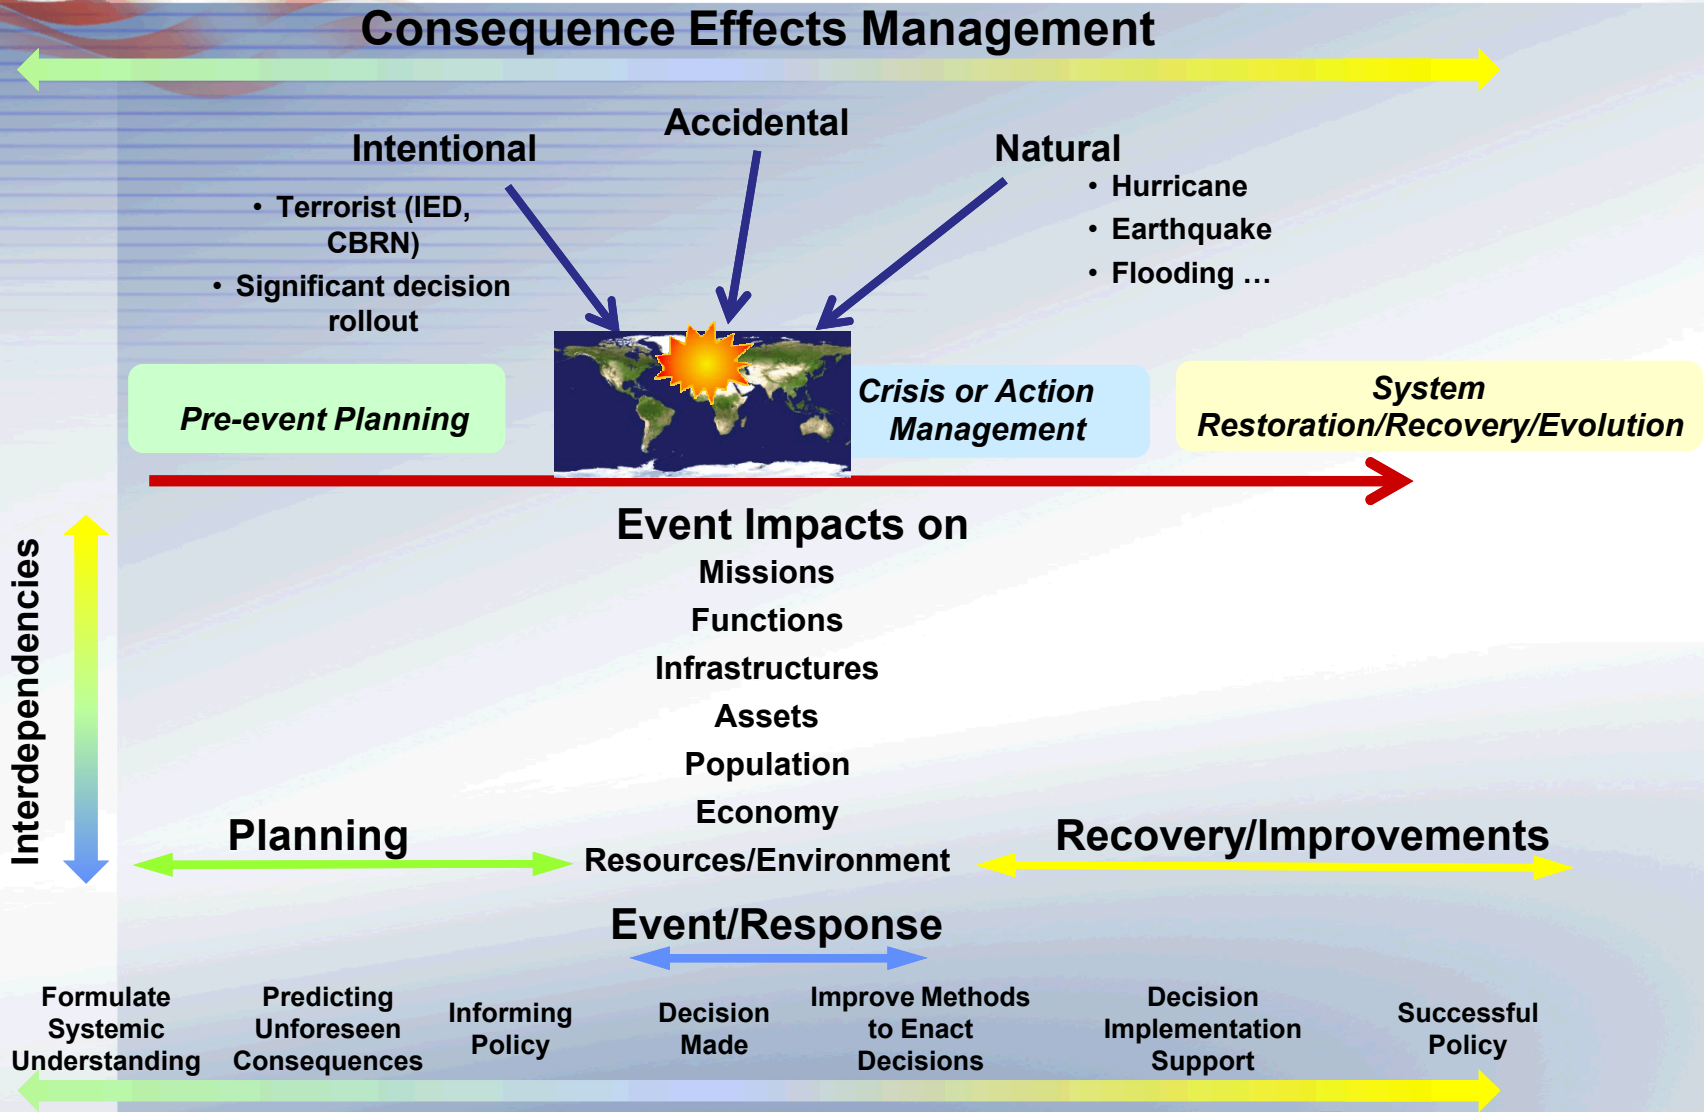 Consequence Effects Management
Accidental
Intentional
Natural
• Terrorist (IED,
CBRN)
• Significant decision
rollout
• Hurricane
• Earthquake
• Flooding …
Pre-event Planning
Crisis or Action
Management
System
Restoration/Recovery/Evolution
Interdependencies
Event Impacts on
Missions
Functions
Infrastructures
Assets
Population
Economy
Resources/Environment
Planning
Recovery/Improvements
Event/Response
Formulate
Systemic
Understanding
Predicting
Unforeseen
Consequences
Informing
Policy
Decision
Made
Improve Methods
to Enact
Decisions
Decision
Implementation
Support
Successful
Policy